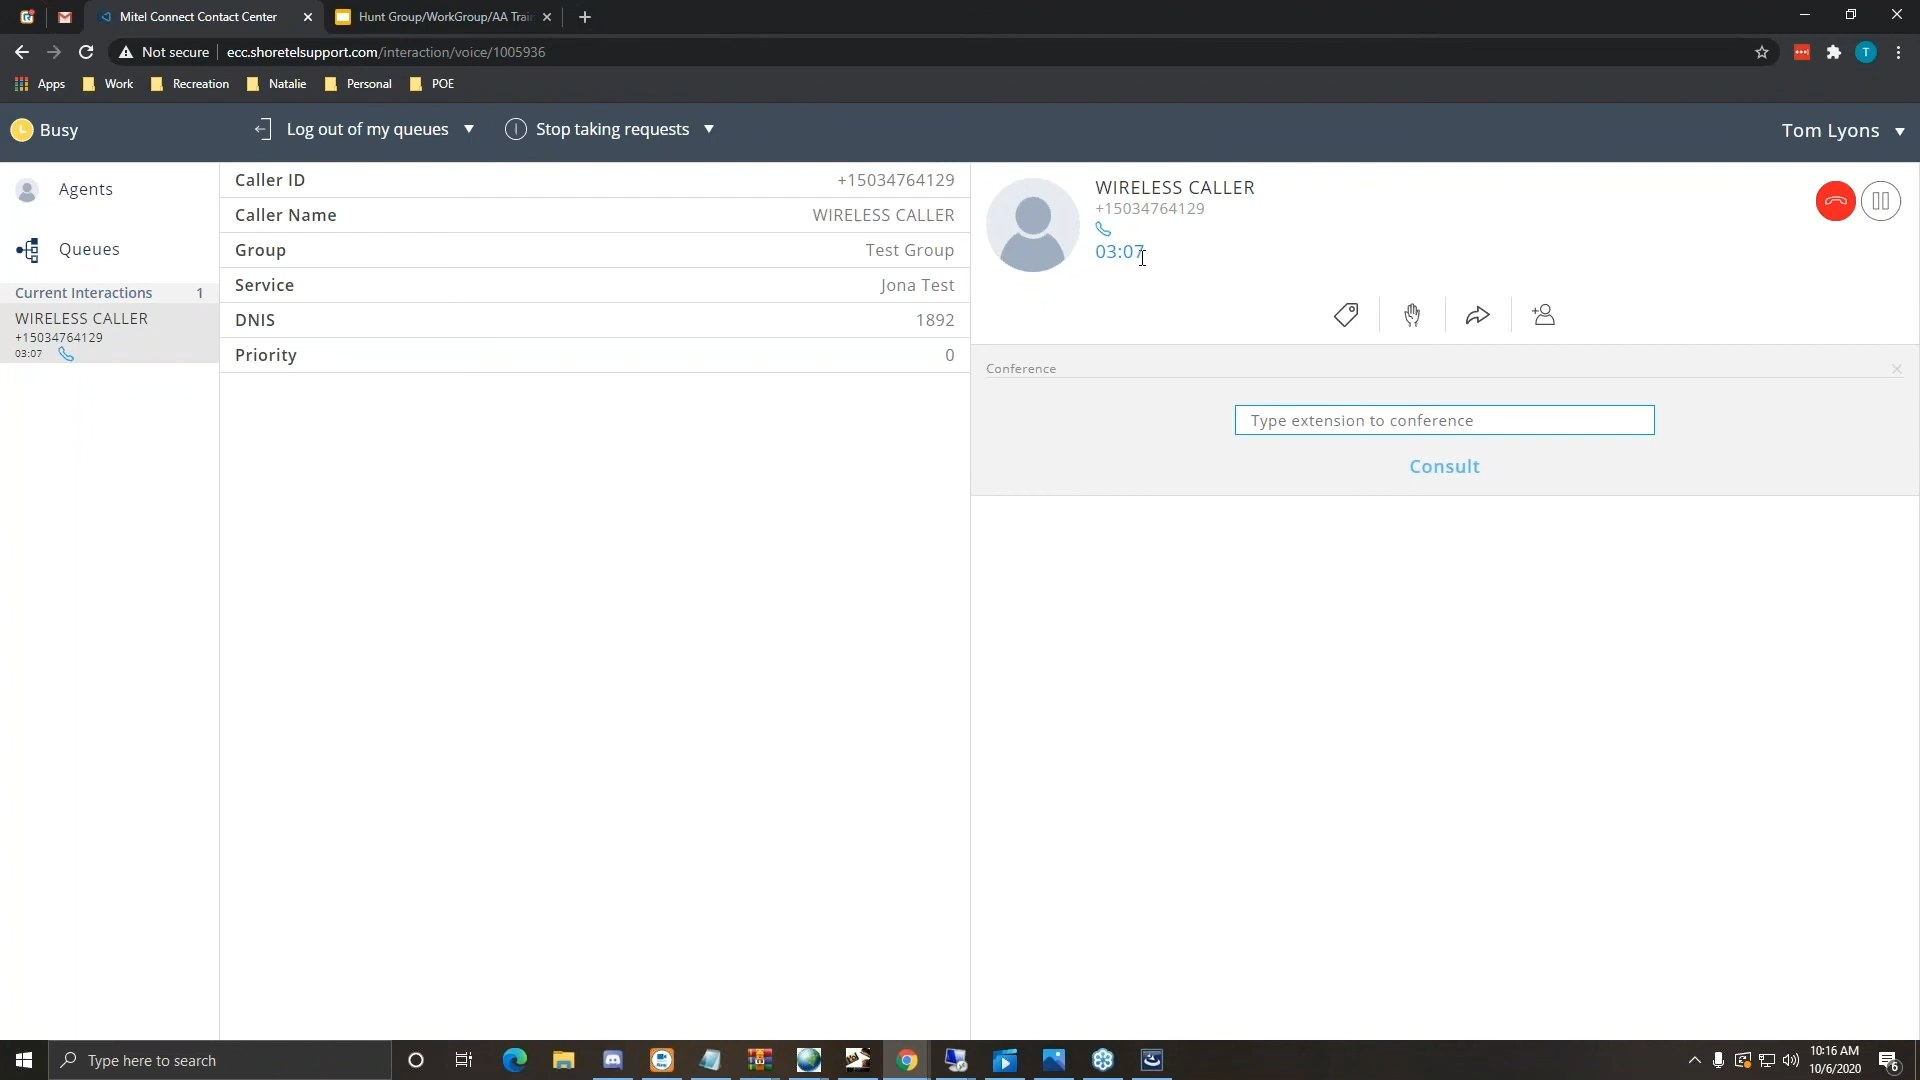 Mitel Connect Contact Center
Hunt Group/WorkGroup/AA Trai
Not secure
ecc.shoretelsupport.com/interaction/voice/1005936
T
Apps
Work
Recreation
Natalie
Personal
POE
Busy
Log out of my queues
Stop taking requests
Tom Lyons
Agents
Queues
Current Interactions 1
WIRELESS CALLER
+15034764129
03:07
Caller ID +15034764129
Caller Name WIRELESS CALLER
Group Test Group
Service Jona Test
DNIS 1892
Priority 0
WIRELESS CALLER
+15034764129
03:07
Conference
Type extension to conference
Consult
Type here to search
10:16 AM
10/6/2020
6